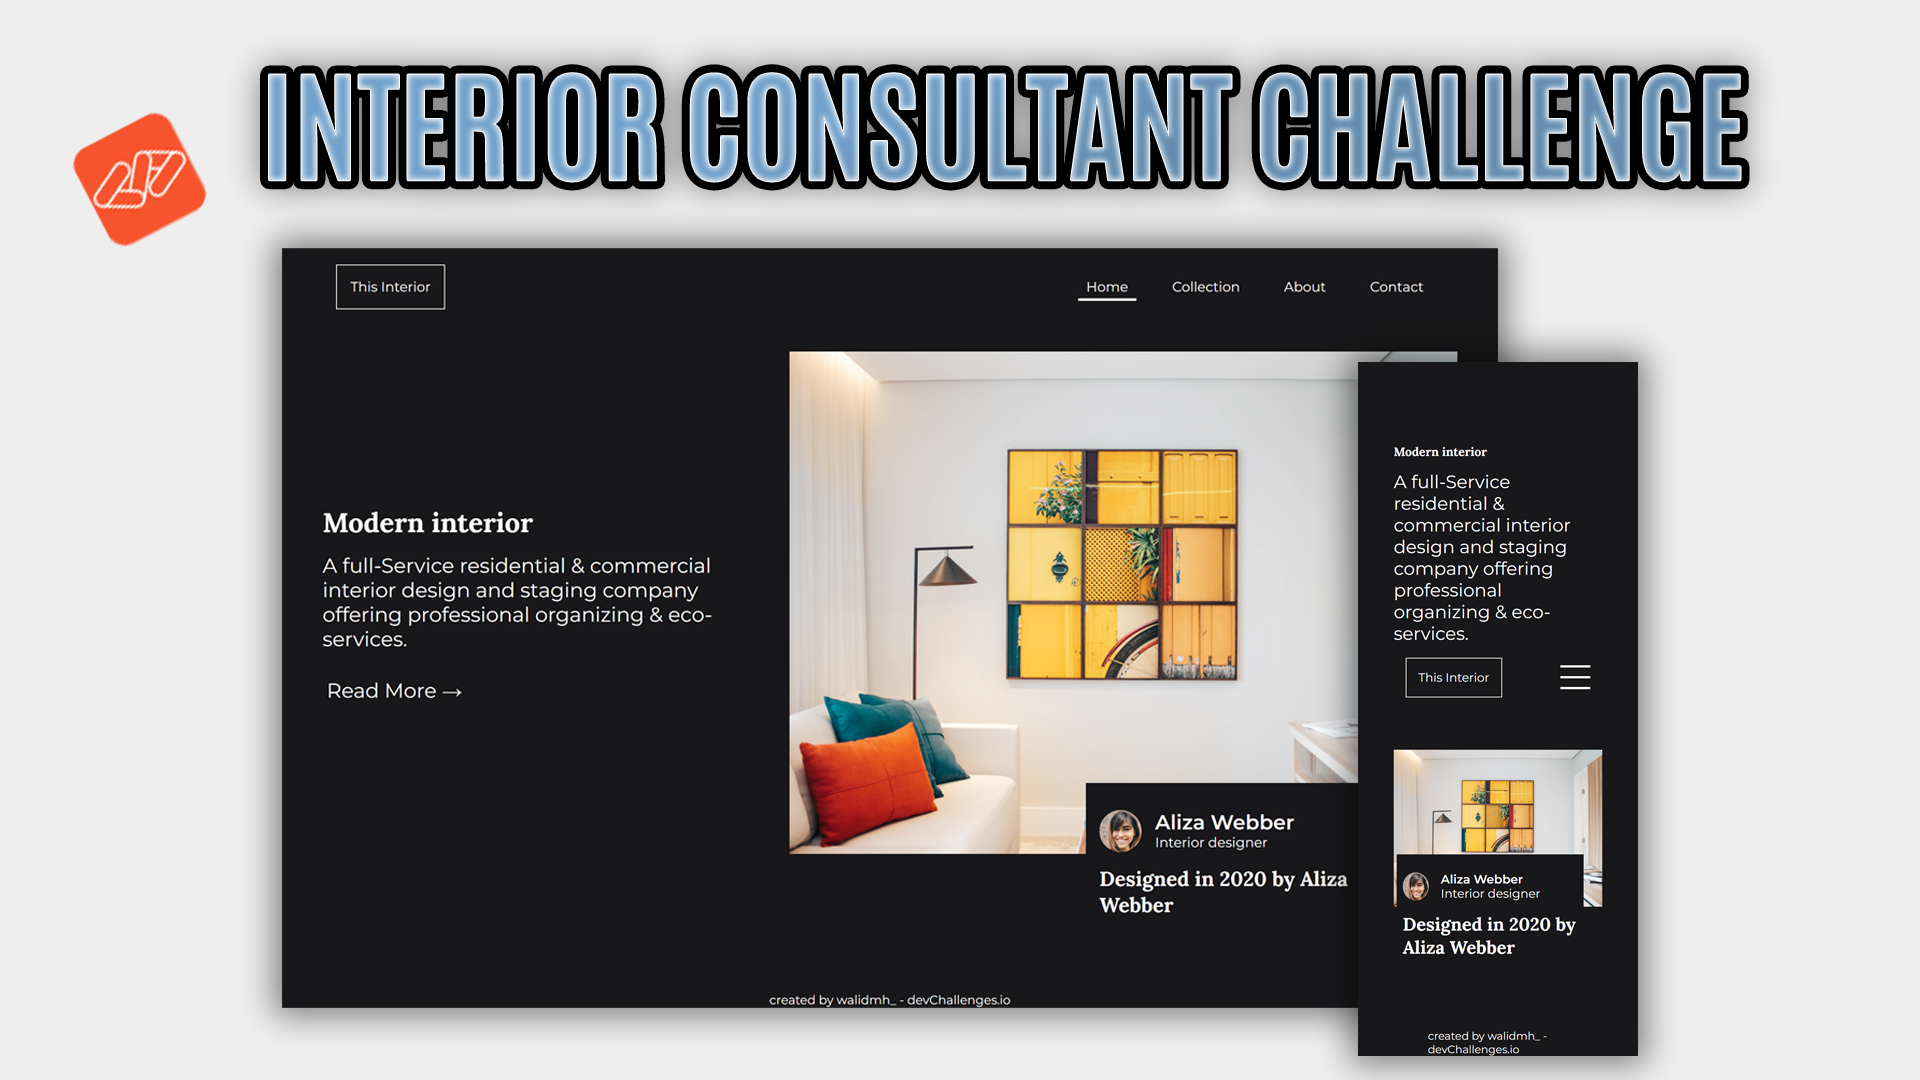 INTERIOR CONSULTANT CHALLENGE
This Interior
Home
Collection
About
Contact
Modern interior
A full-Service residential & commercial
interior design and staging company
offering professional organizing & eco-
services.
Read More →
Aliza Webber
Interior designer
Designed in 2020 by Aliza
Webber
created by walidmh_ - devChallenges.io
Modern interior
A full-Service
residential &
commercial interior
design and staging
company offering
professional
organizing & eco-
services.
This Interior
Aliza Webber
Interior designer
Designed in 2020 by
Aliza Webber
created by walidmh_ -
devChallenges.io